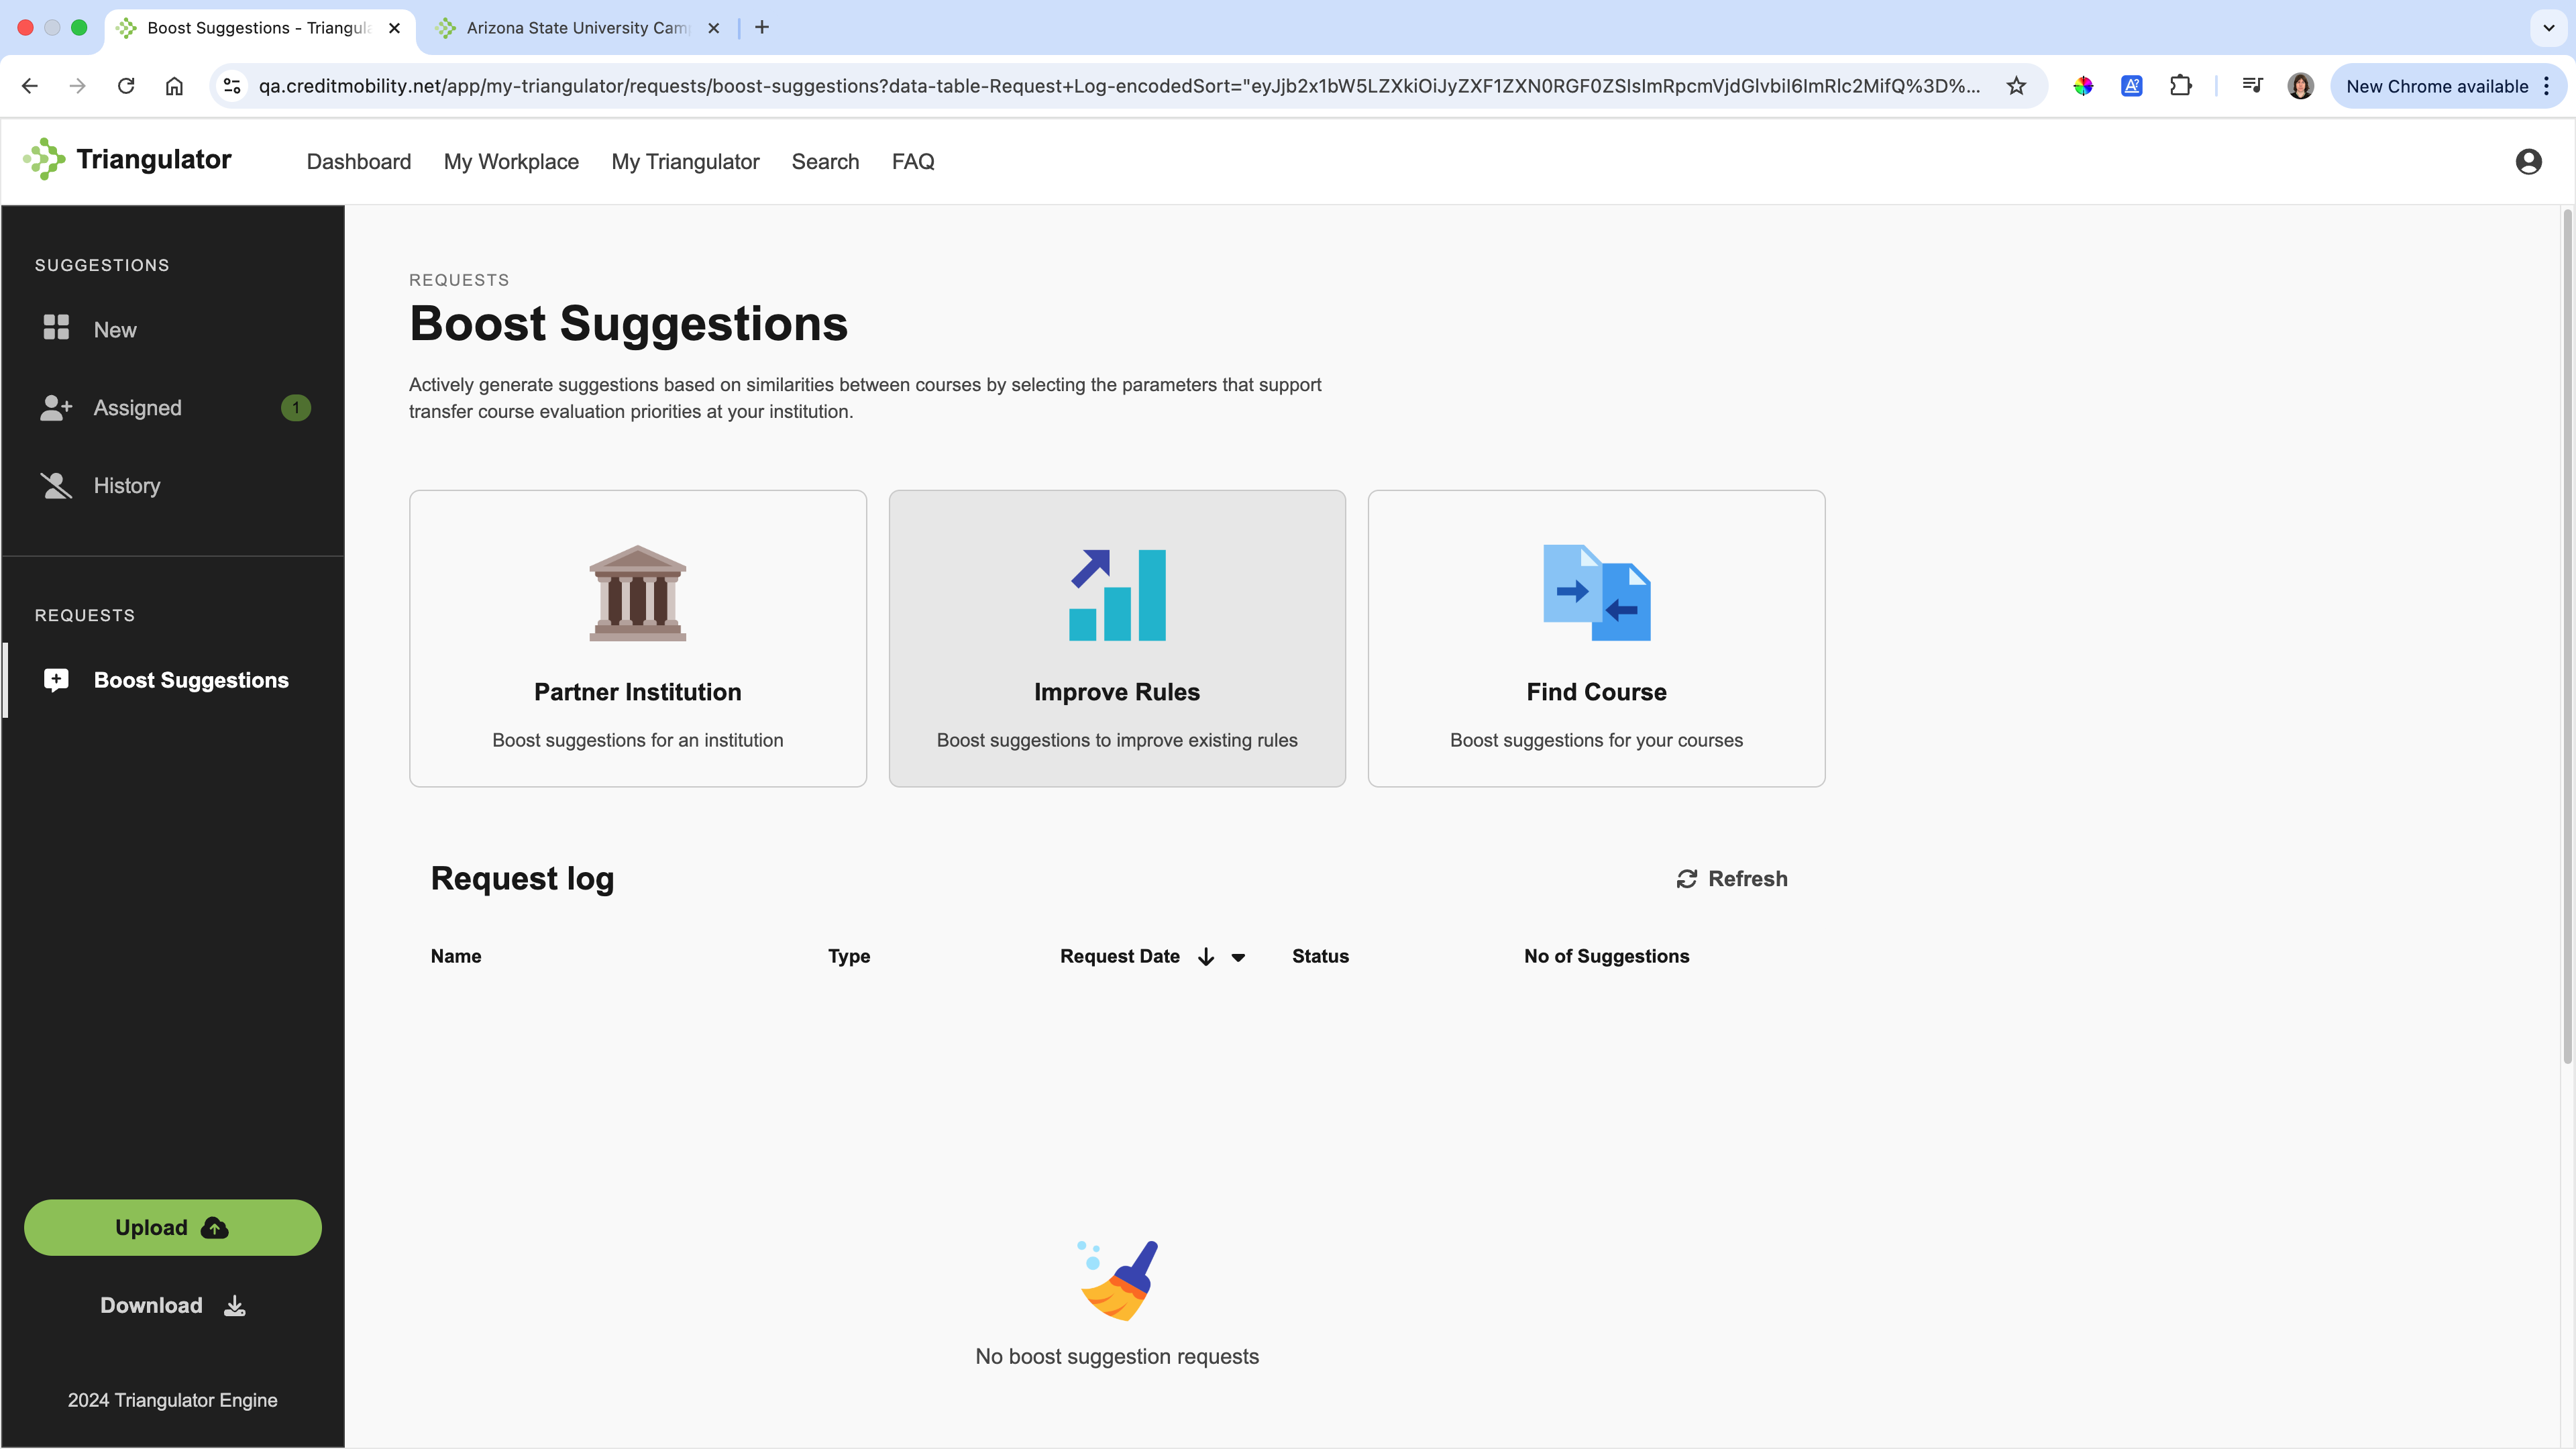 Boost Suggestions - Triangula
Arizona State University Cam
qa.creditmobility.net/app/my-triangulator/requests/boost-suggestions?data-table-Request+Log-encodedSort="eyJjb2x1bW5LZXkiOiJyZXF1ZXN0RGF0ZSIsImRpcmVjdGlvbiI6ImRlc2MifQ%3D%...
New Chrome available
Triangulator
Dashboard
My Workplace
My Triangulator
Search
FAQ
SUGGESTIONS
New
Assigned
1
History
REQUESTS
Boost Suggestions
Upload
Download
2024 Triangulator Engine
REQUESTS
Boost Suggestions
Actively generate suggestions based on similarities between courses by selecting the parameters that support
transfer course evaluation priorities at your institution.
Partner Institution
Boost suggestions for an institution
Improve Rules
Boost suggestions to improve existing rules
Find Course
Boost suggestions for your courses
Request log
Refresh
Name
Type
Request Date
Status
No of Suggestions
No boost suggestion requests